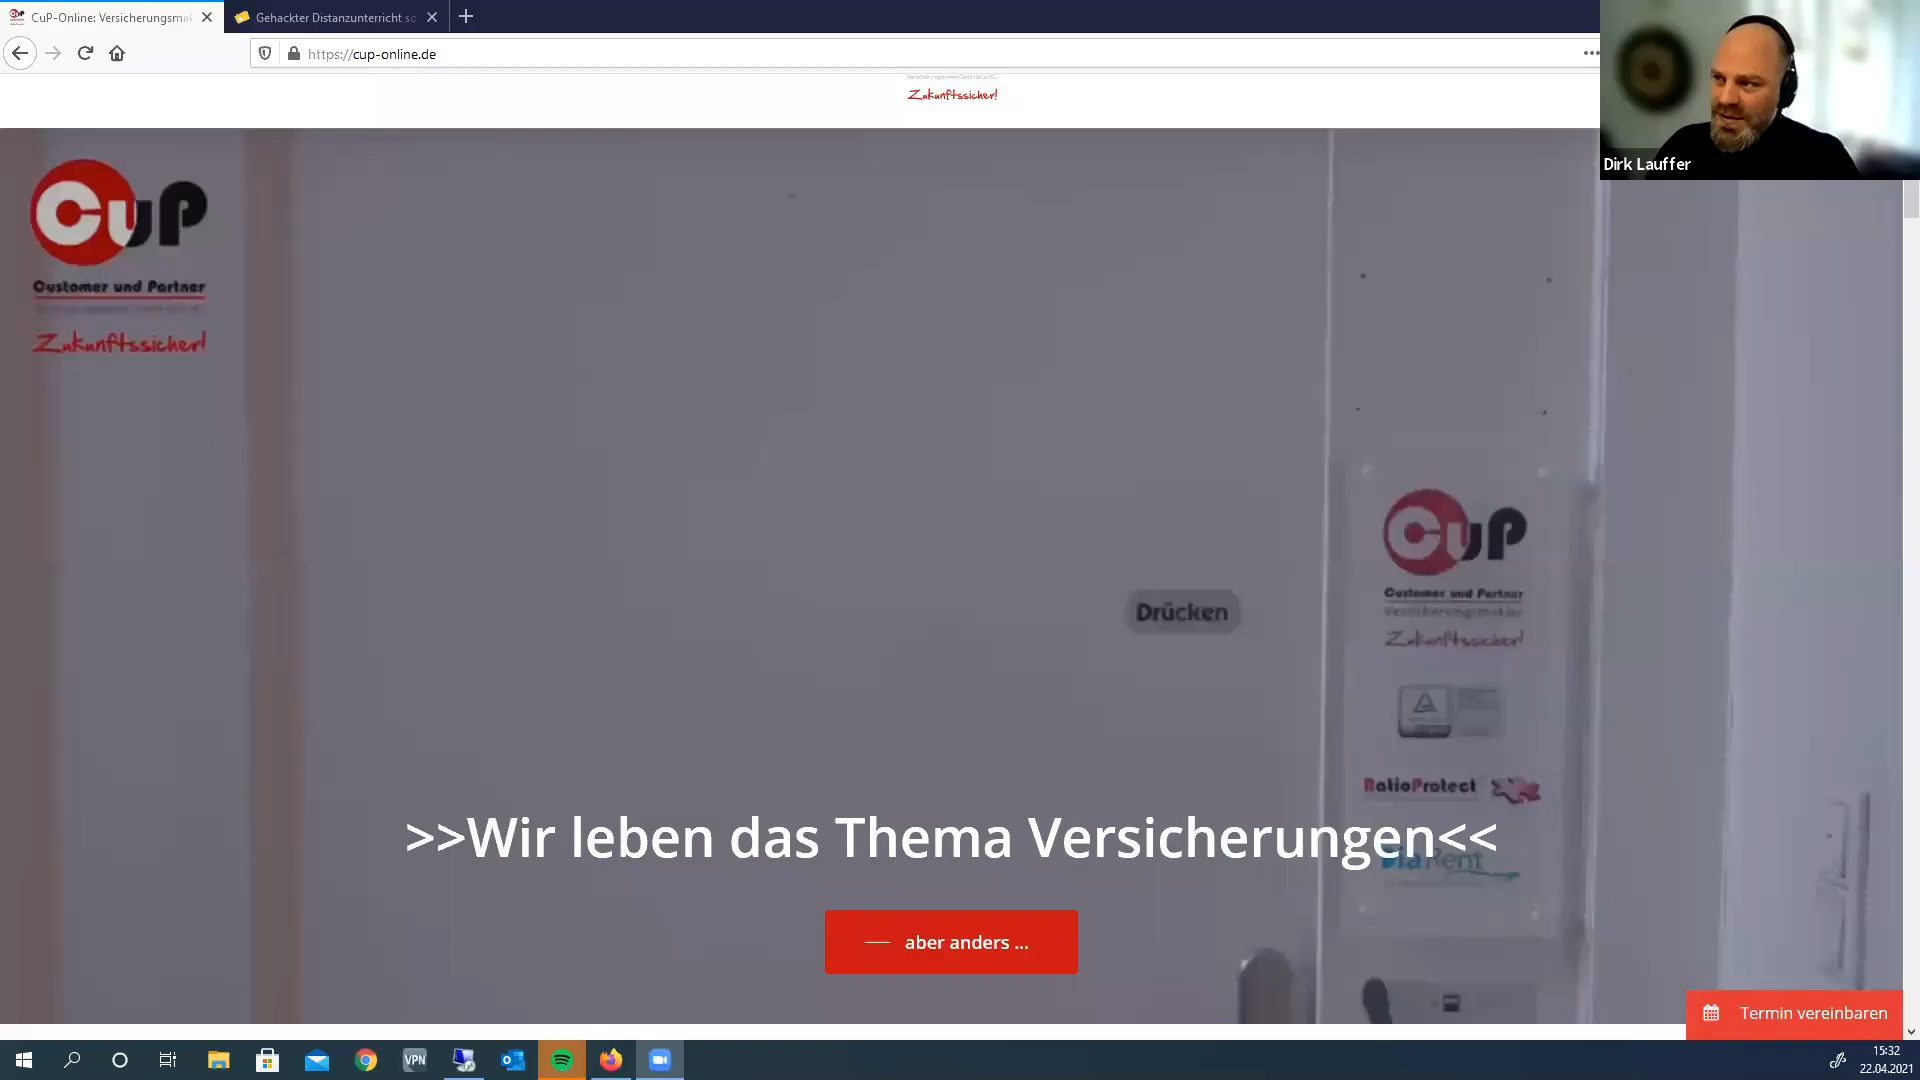 CuP-Online: Versicherungsma
Gehackter Distanzunterricht sc
https://cup-online.de
Zukunftssicher!
Dirk Lauffer
CuP
Customer und Partner
Zukunftssicher!
CuP
Customer und Partner
Versicherungsmakler
Zukunftssicher!
Drücken
RatioProtect
>>Wir leben das Thema Versicherungen<<
DiaRent
aber anders ...
Termin vereinbaren
VPN
15:32
22.04.2021